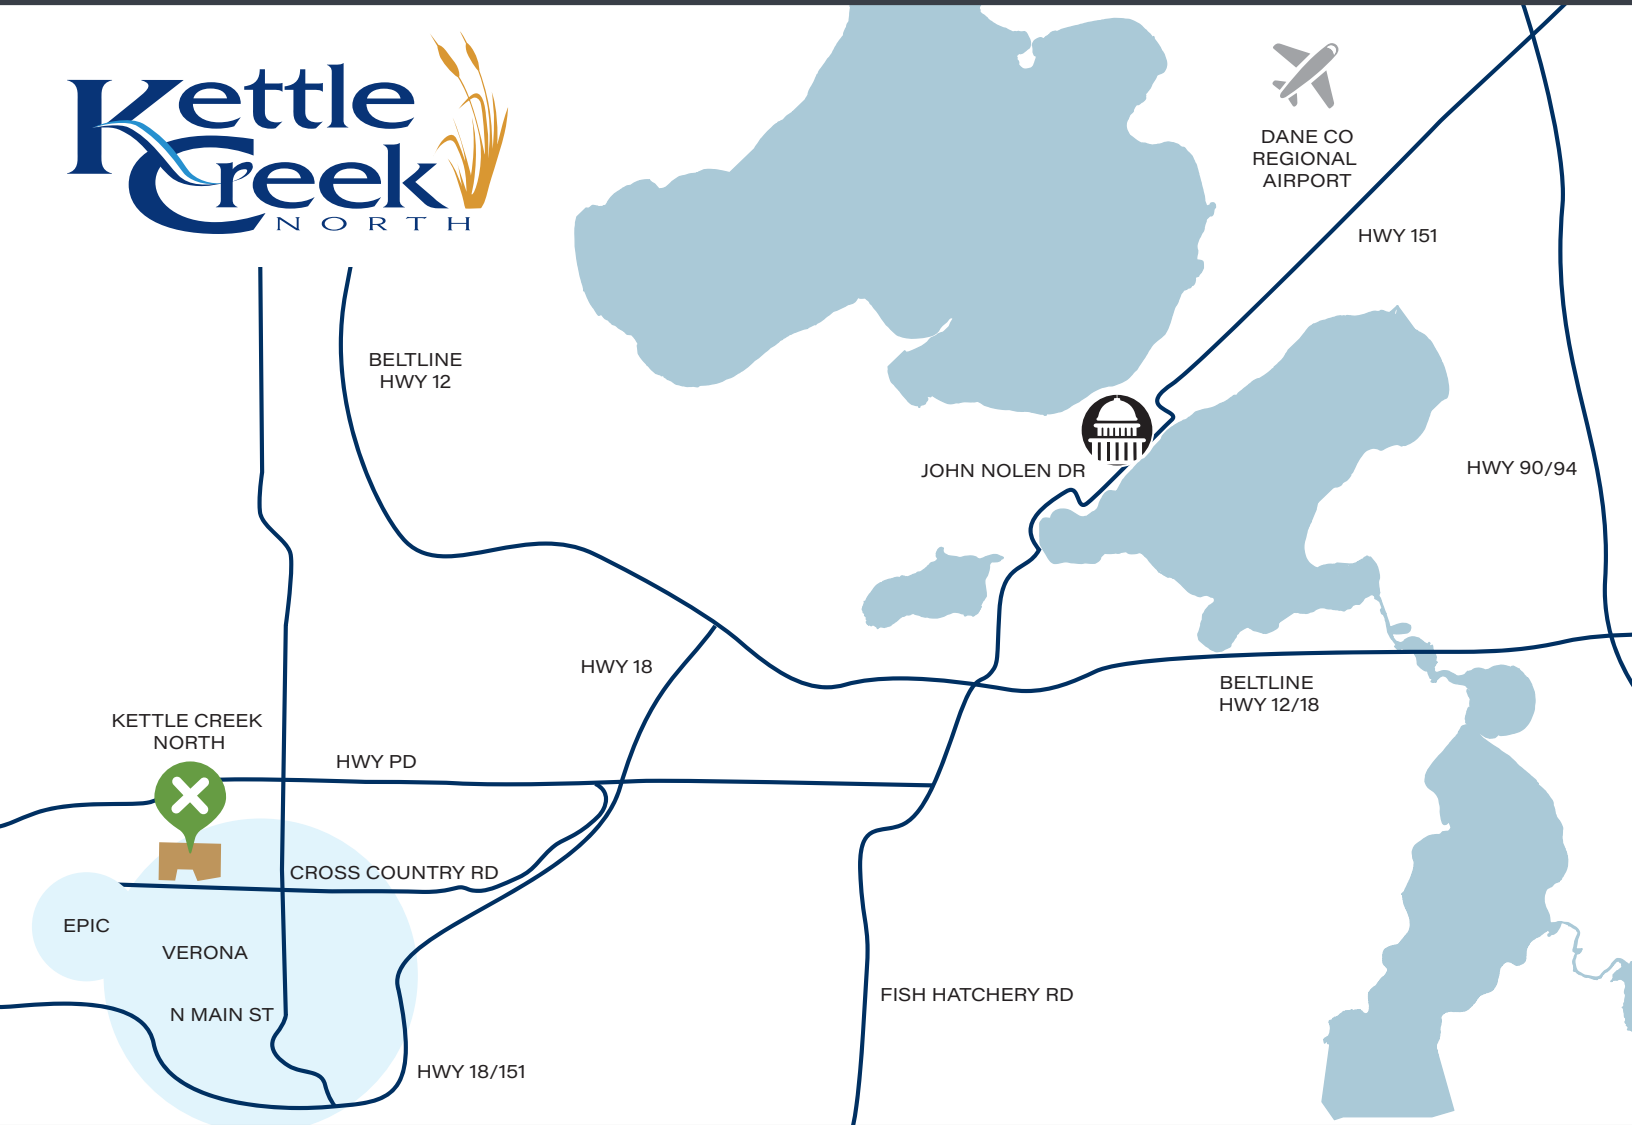 Kettle
Creek
NORTH
DANE CO
REGIONAL
AIRPORT
HWY 151
BELTLINE
HWY 12
JOHN NOLEN DR
HWY 90/94
HWY 18
BELTLINE
HWY 12/18
KETTLE CREEK
NORTH
HWY PD
CROSS COUNTRY RD
EPIC
VERONA
N MAIN ST
FISH HATCHERY RD
HWY 18/151